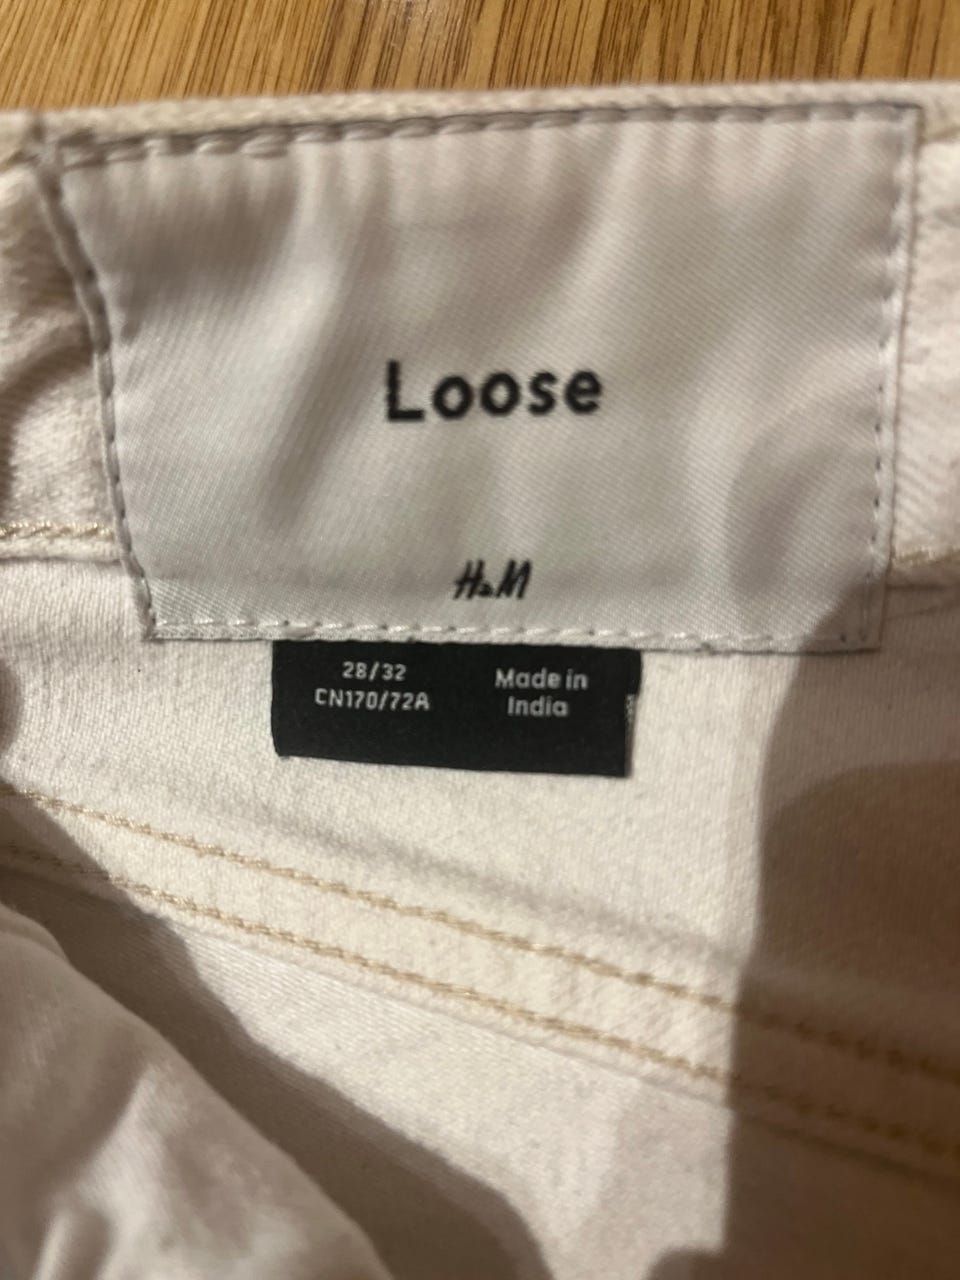 Loose
H&M
28/32
CN170/72A
Made in
India